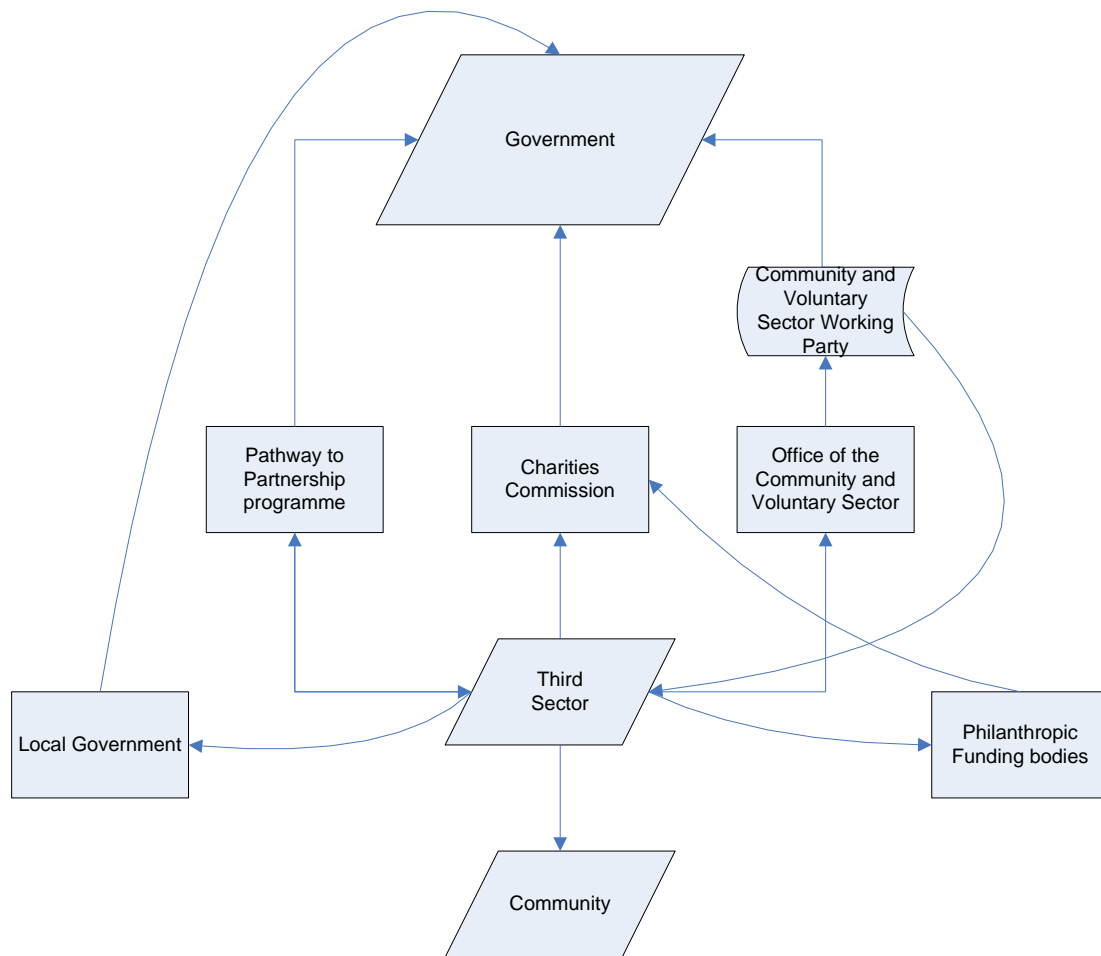 Government
Community and
Voluntary
Sector Working
Party
Pathway to
Partnership
programme
Charities
Commission
Office of the
Community and
Voluntary Sector
Third
Sector
Local Government
Philanthropic
Funding bodies
Community